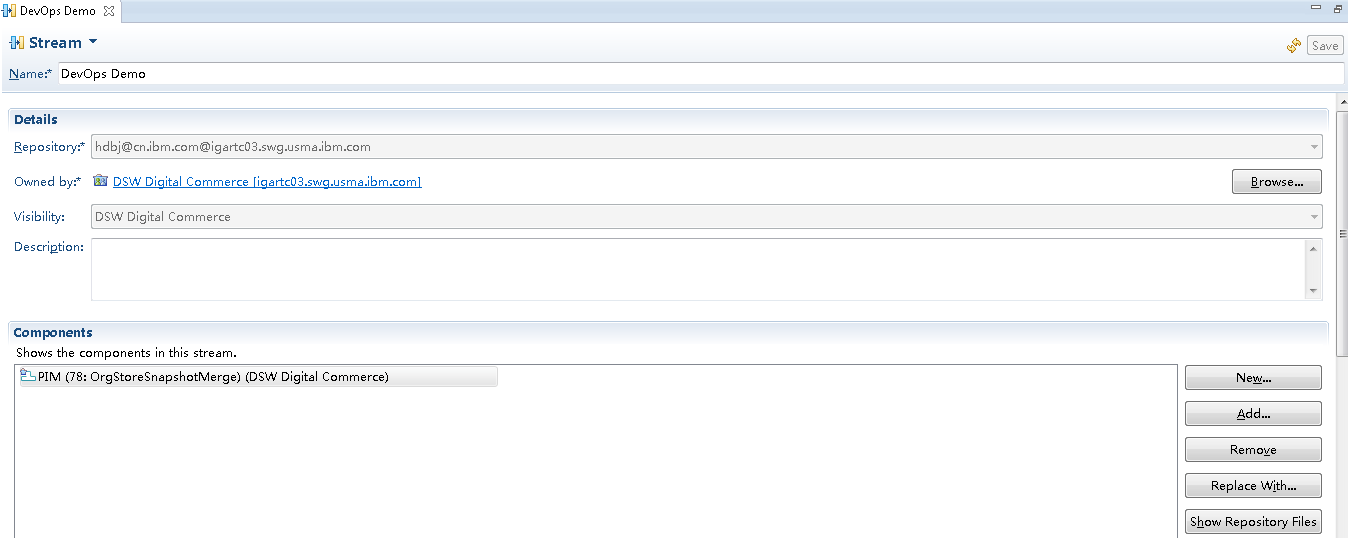 DevOps Demo
Stream
Save
Name:* DevOps Demo
Details
Repository:* hdbj@cn.ibm.com@igartc03.swg.usma.ibm.com
Owned by:* DSW Digital Commerce [igartc03.swg.usma.ibm.com] Browse...
Visibility: DSW Digital Commerce
Description:
Components
Shows the components in this stream.
PIM (78: OrgStoreSnapshotMerge) (DSW Digital Commerce)
New...
Add...
Remove
Replace With...
Show Repository Files